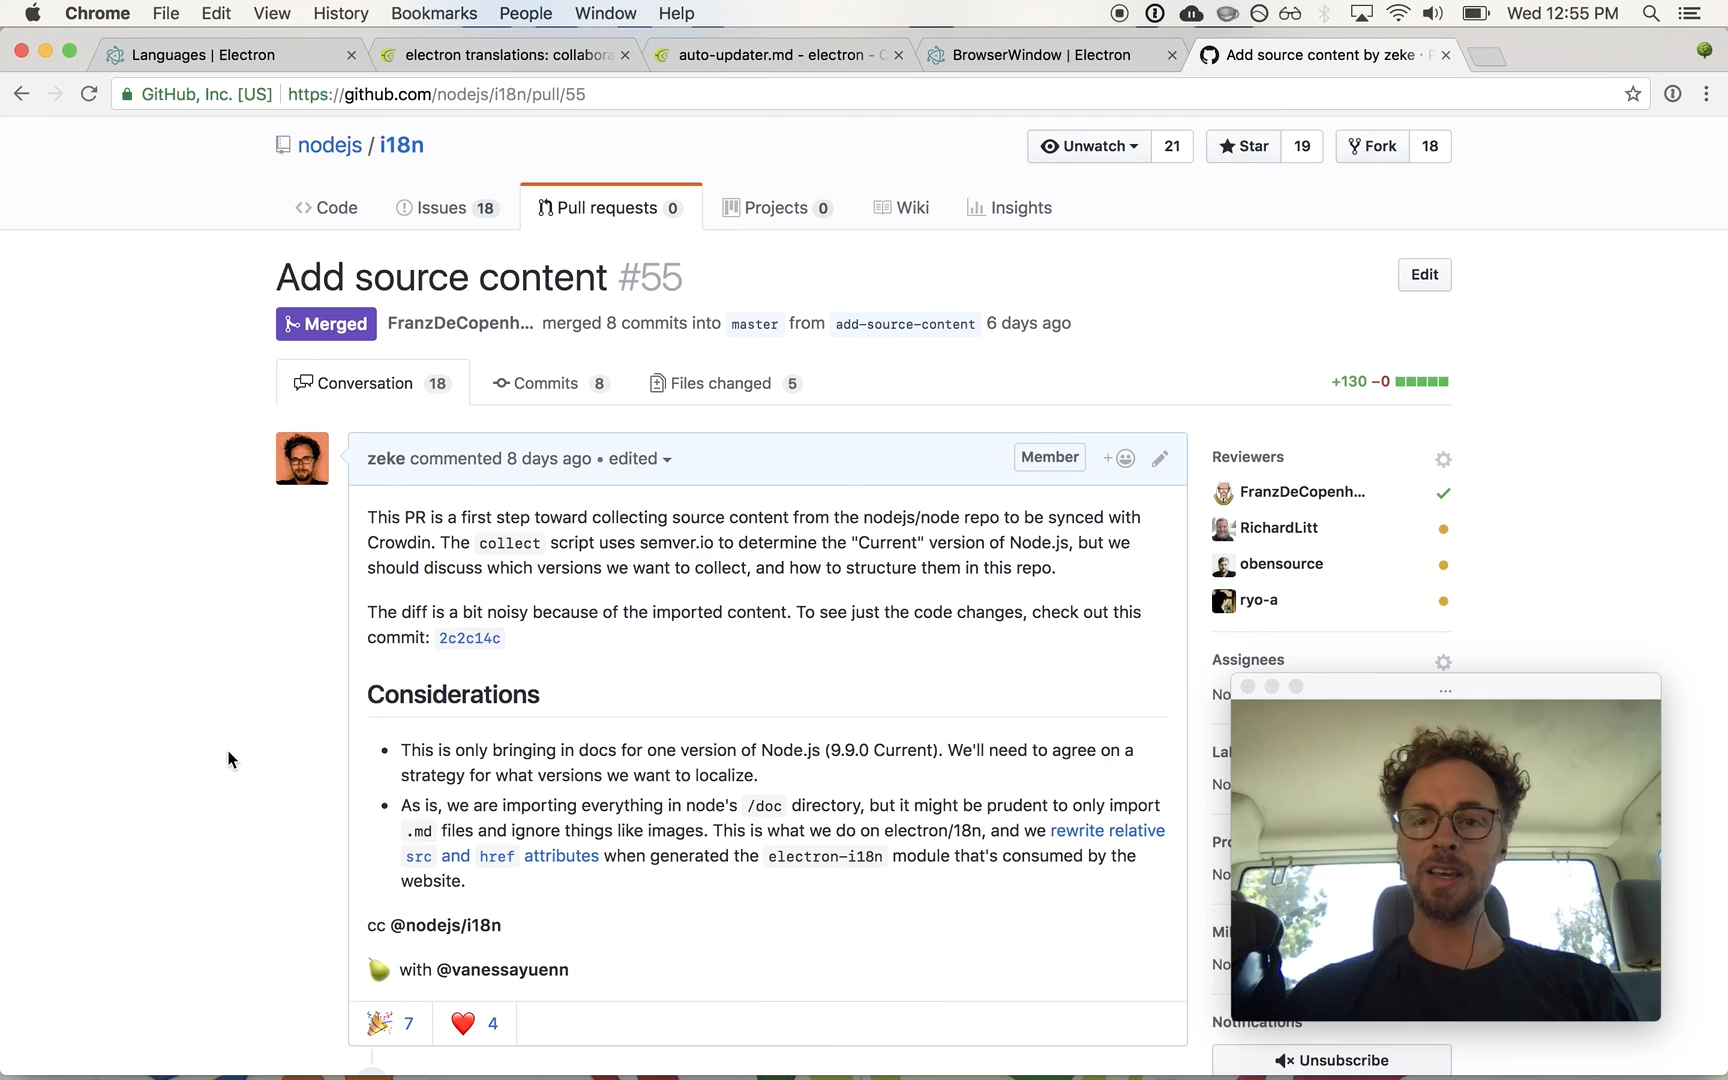 Chrome File Edit View History Bookmarks People Window Help Wed 12:55 PM
Languages | Electron
electron translations: collabora
auto-updater.md - electron - C
BrowserWindow | Electron
Add source content by zeke · P
GitHub, Inc. [US] https://github.com/nodejs/i18n/pull/55
nodejs / i18n
Unwatch 21 Star 19 Fork 18
Code Issues 18 Pull requests 0 Projects 0 Wiki Insights
Add source content #55
Edit
Merged FranzDeCopenh... merged 8 commits into master from add-source-content 6 days ago
Conversation 18 Commits 8 Files changed 5 +130 −0
zeke commented 8 days ago • edited Member
This PR is a first step toward collecting source content from the nodejs/node repo to be synced with
Crowdin. The collect script uses semver.io to determine the "Current" version of Node.js, but we
should discuss which versions we want to collect, and how to structure them in this repo.
The diff is a bit noisy because of the imported content. To see just the code changes, check out this
commit: 2c2c14c
Considerations
• This is only bringing in docs for one version of Node.js (9.9.0 Current). We'll need to agree on a
strategy for what versions we want to localize.
• As is, we are importing everything in node's /doc directory, but it might be prudent to only import
.md files and ignore things like images. This is what we do on electron/18n, and we rewrite relative
src and href attributes when generated the electron-i18n module that's consumed by the
website.
cc @nodejs/i18n
with @vanessayuenn
7 4
Reviewers
FranzDeCopenh...
RichardLitt
obensource
ryo-a
Assignees
...
No
La
No
Pr
No
Mi
No
Notifications
Unsubscribe